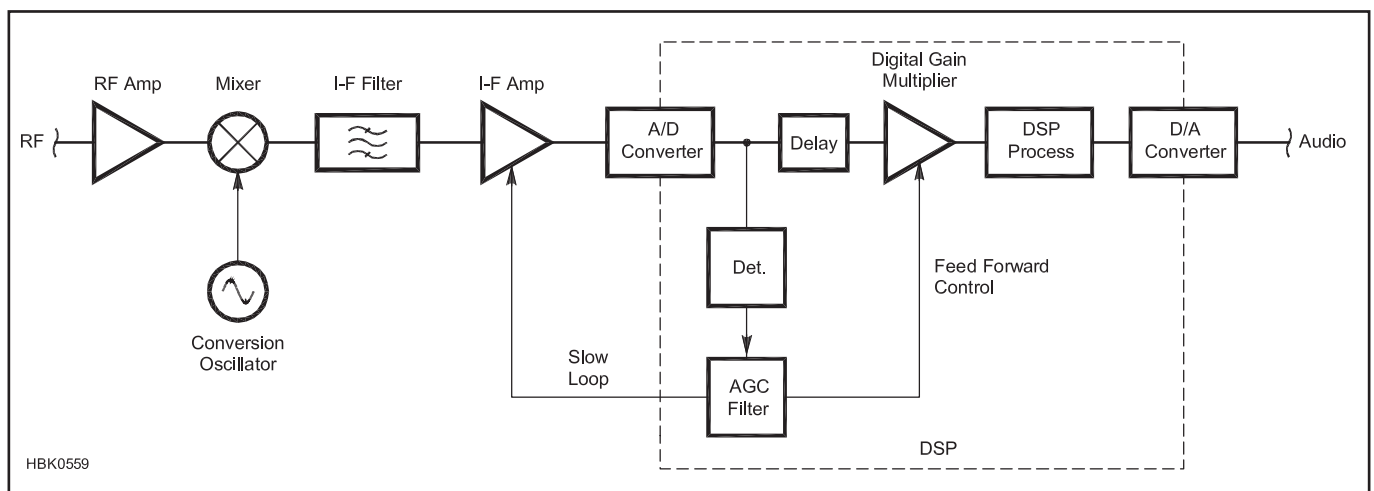 RF
RF Amp
Mixer
Conversion
Oscillator
I-F Filter
I-F Amp
A/D
Converter
Delay
Digital Gain
Multiplier
DSP
Process
D/A
Converter
Audio
Det.
Feed Forward
Control
Slow
Loop
AGC
Filter
DSP
HBK0559